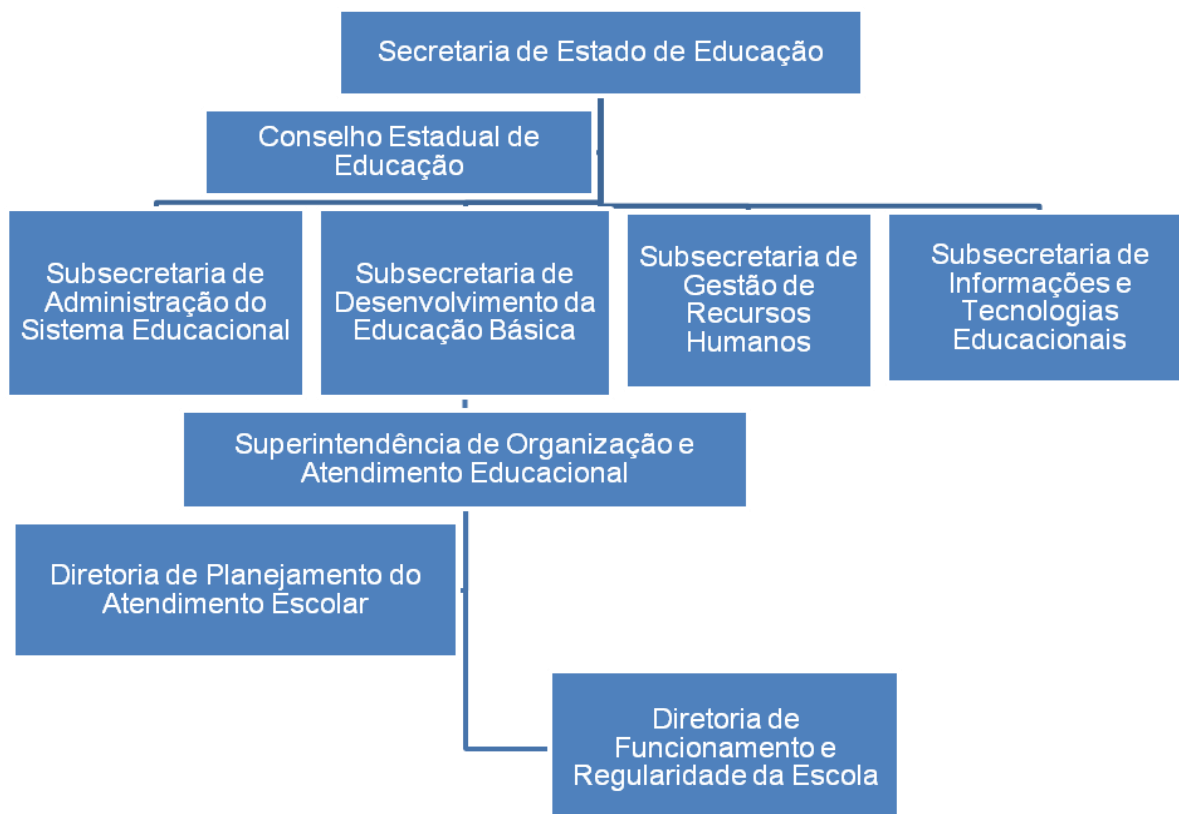 Secretaria de Estado de Educação
Conselho Estadual de
Educação
Subsecretaria de
Administração do
Sistema Educacional
Subsecretaria de
Desenvolvimento da
Educação Básica
Subsecretaria de
Gestão de
Recursos
Humanos
Subsecretaria de
Informações e
Tecnologias
Educacionais
Superintendência de Organização e
Atendimento Educacional
Diretoria de Planejamento do
Atendimento Escolar
Diretoria de
Funcionamento e
Regularidade da Escola